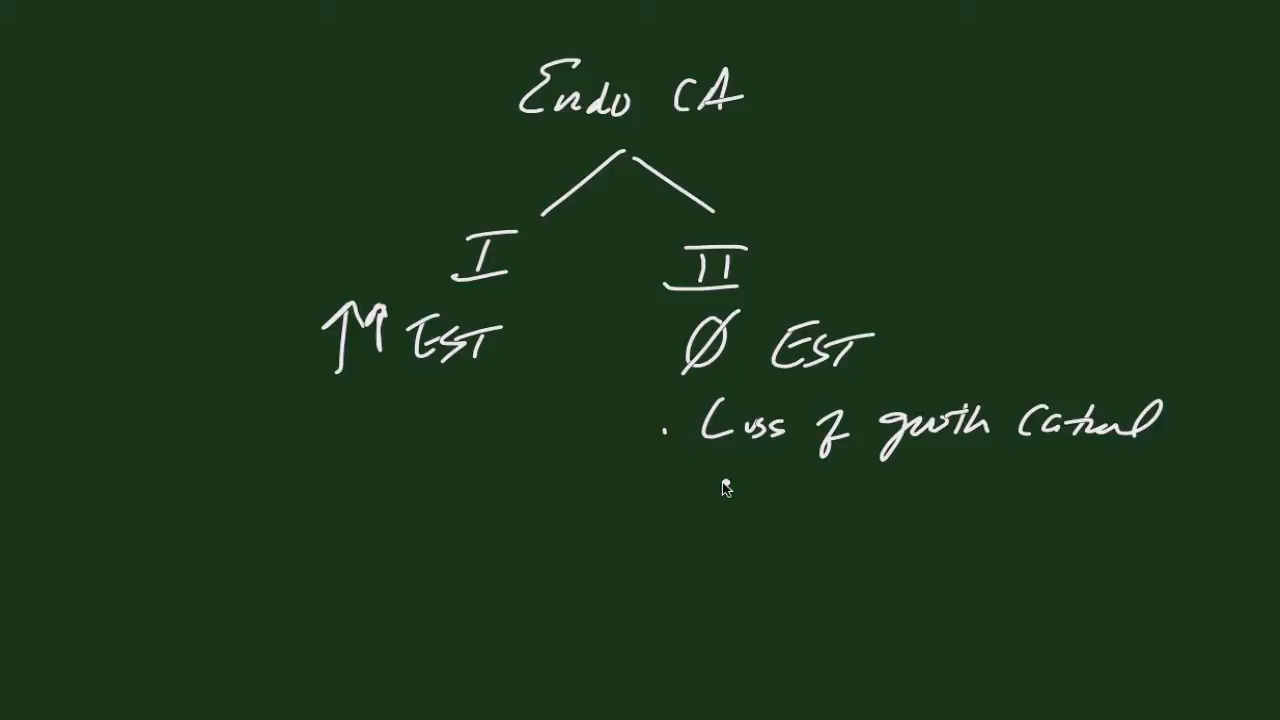 Endo CA
I II
↑↑ EST Ø EST
. Loss of growth control